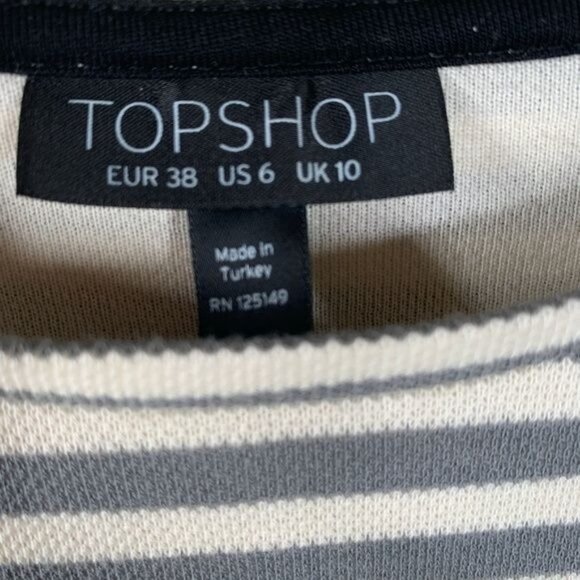 TOPSHOP
EUR 38 US 6 UK 10
Made in
Turkey
RN 125149